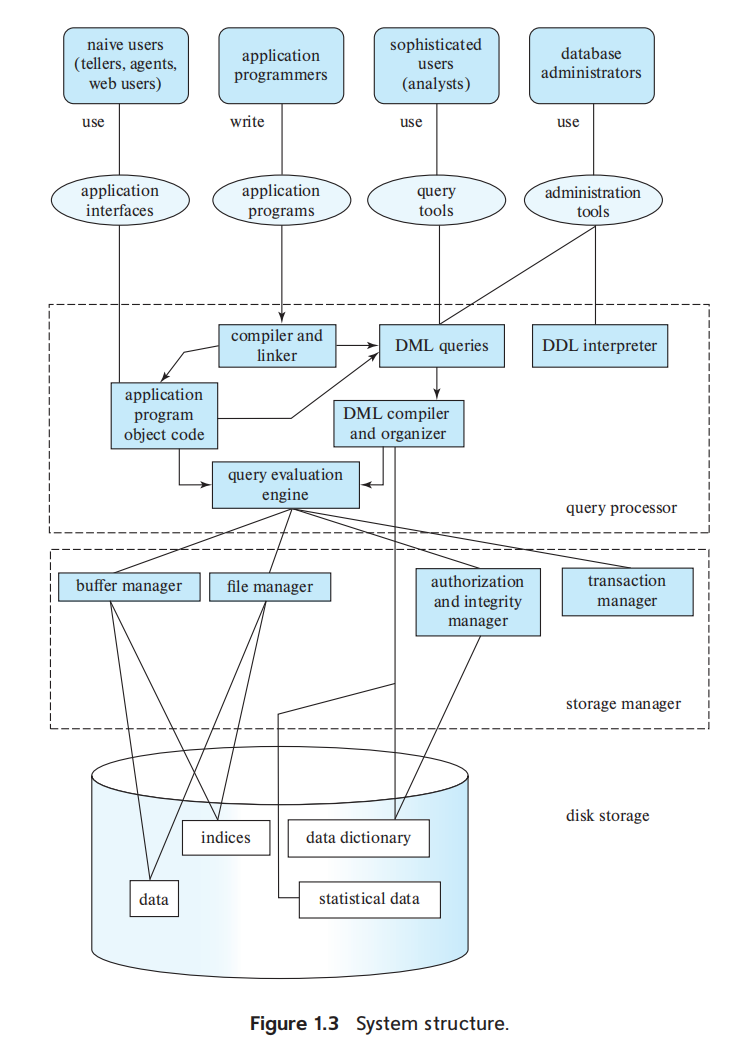 naive users
(tellers, agents,
web users)
application
programmers
sophisticated
users
(analysts)
database
administrators
use
write
use
use
application
interfaces
application
programs
query
tools
administration
tools
compiler and
linker
DML queries
DDL interpreter
application
program
object code
DML compiler
and organizer
query evaluation
engine
query processor
buffer manager
file manager
authorization
and integrity
manager
transaction
manager
storage manager
disk storage
indices
data dictionary
data
statistical data
Figure 1.3 System structure.